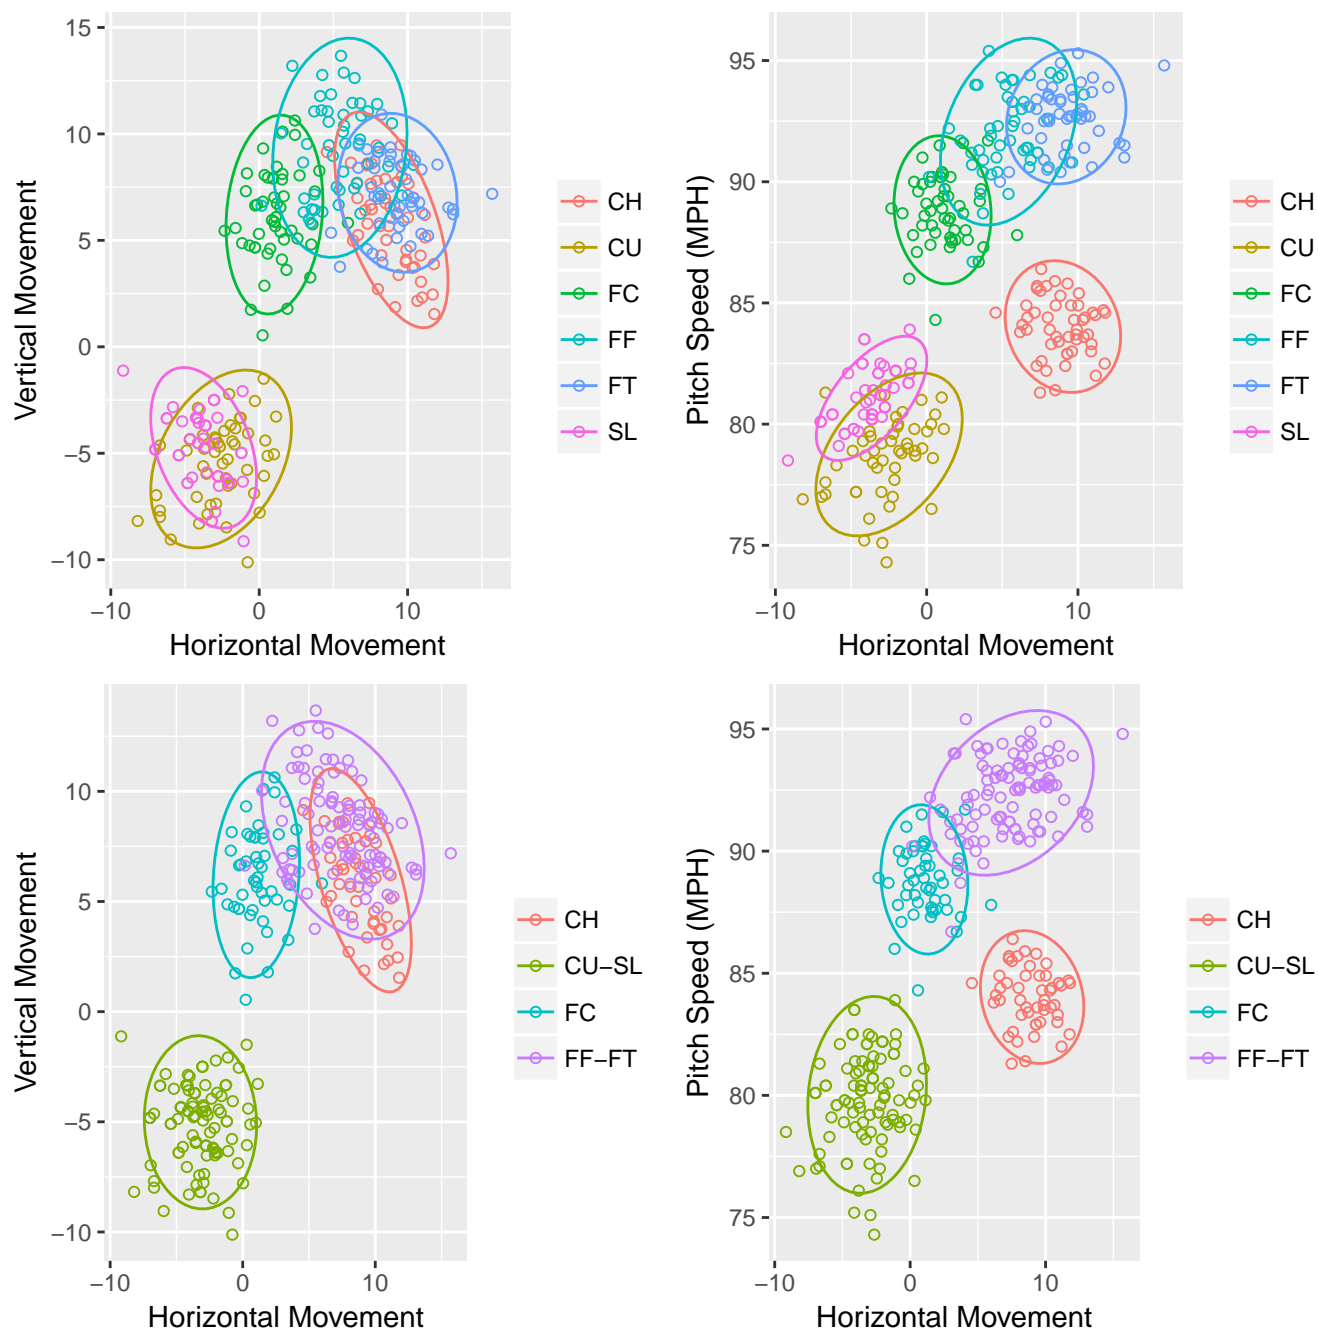 15
10
5
0
−5
−10
Vertical Movement
−10 0 10
Horizontal Movement
CH
CU
FC
FF
FT
SL
95
90
85
80
75
Pitch Speed (MPH)
−10 0 10
Horizontal Movement
CH
CU
FC
FF
FT
SL
10
5
0
−5
−10
Vertical Movement
−10 0 10
Horizontal Movement
CH
CU−SL
FC
FF−FT
95
90
85
80
75
Pitch Speed (MPH)
−10 0 10
Horizontal Movement
CH
CU−SL
FC
FF−FT